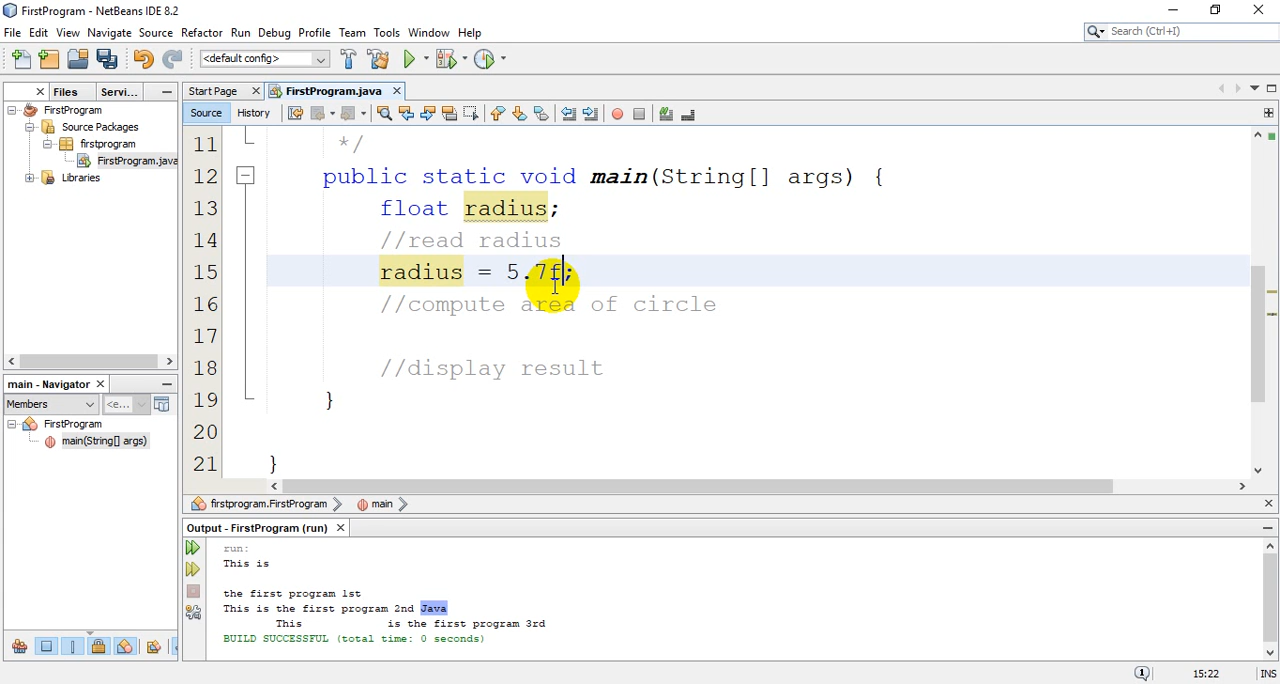 FirstProgram - NetBeans IDE 8.2
File Edit View Navigate Source Refactor Run Debug Profile Team Tools Window Help
Search (Ctrl+I)
<default config>
Files Servi...
Start Page FirstProgram.java
Source History
FirstProgram
Source Packages
firstprogram
FirstProgram.java
Libraries
11 */
12 public static void main(String[] args) {
13 float radius;
14 //read radius
15 radius = 5.7f;
16 //compute area of circle
17
18 //display result
19 }
20
21 }
main - Navigator
Members <e...
FirstProgram
main(String[] args)
firstprogram.FirstProgram main
Output - FirstProgram (run)
run:
This is
the first program 1st
This is the first program 2nd Java
This is the first program 3rd
BUILD SUCCESSFUL (total time: 0 seconds)
15:22 INS